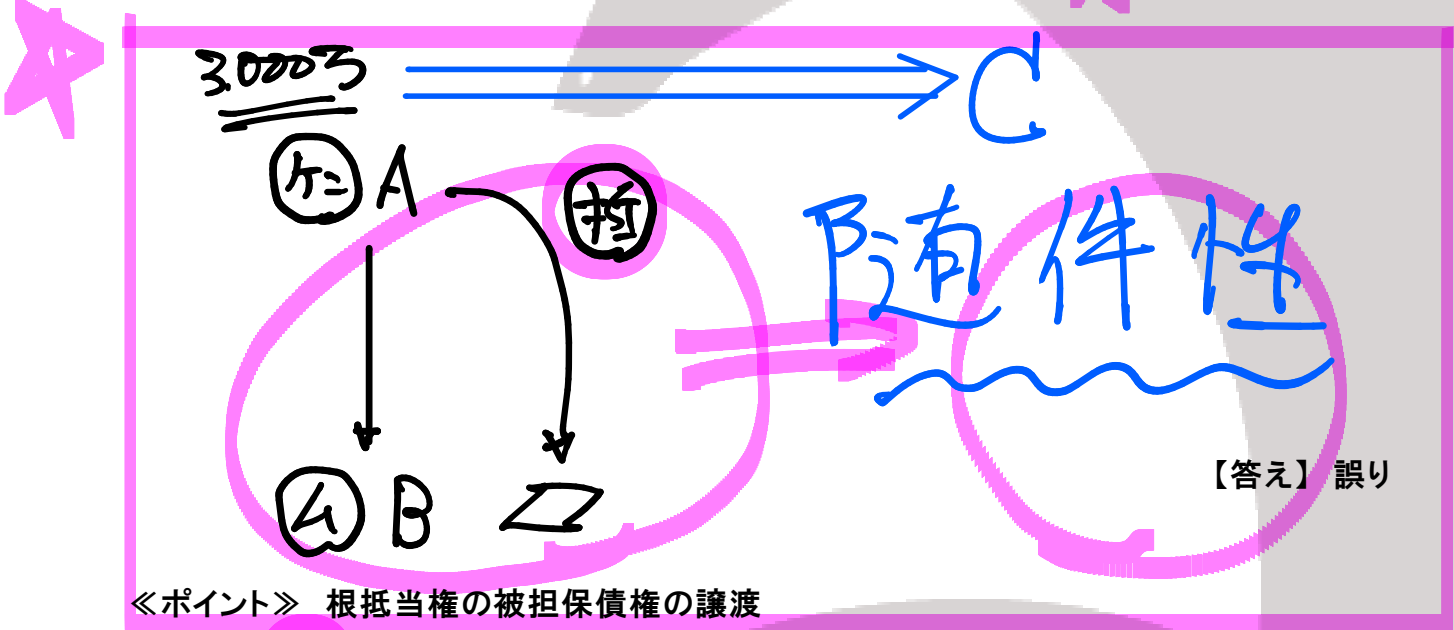 3,000万
C
ケン A
抵
随伴性
ム B
【答え】 誤り
≪ポイント≫ 根抵当権の被担保債権の譲渡